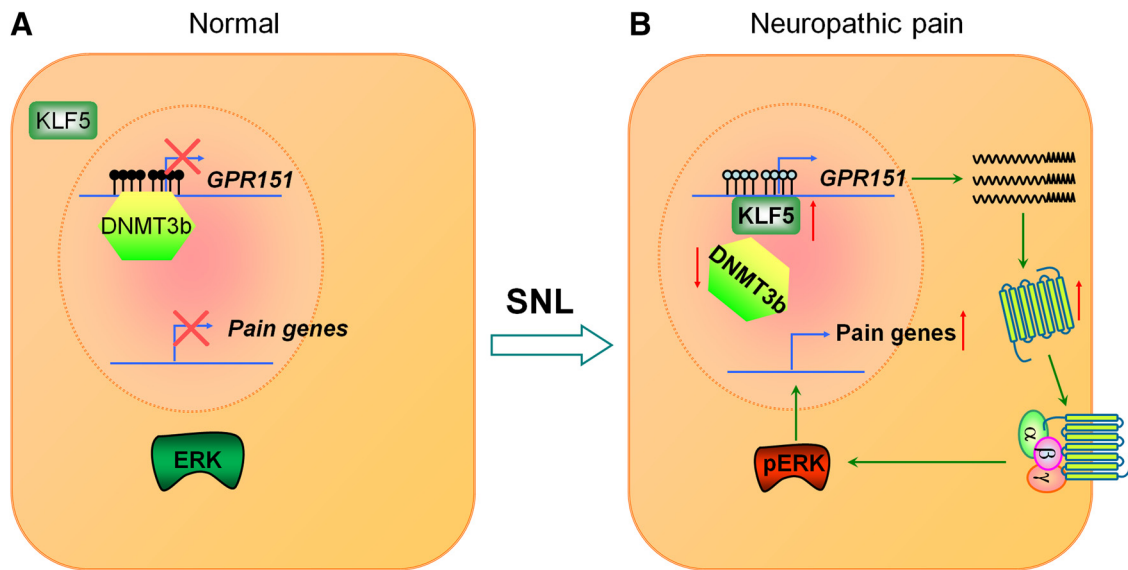 A
Normal
KLF5
GPR151
DNMT3b
Pain genes
ERK
SNL
B
Neuropathic pain
GPR151
KLF5
DNMT3b
Pain genes
pERK
α
β
γ